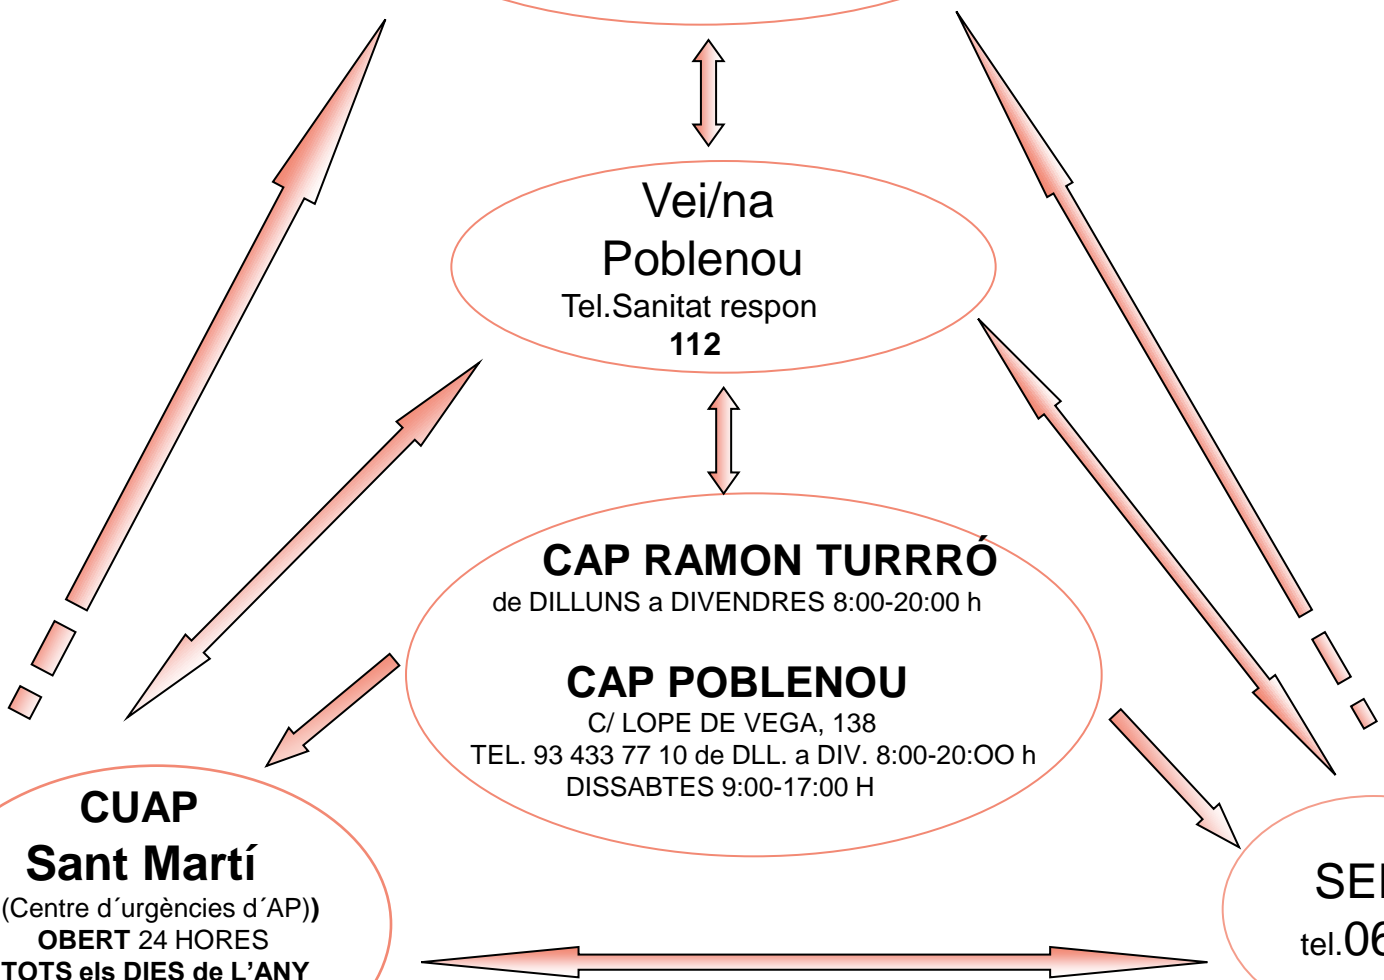 Vei/na
Poblenou
Tel.Sanitat respon
112
CAP RAMON TURRRÓ
de DILLUNS a DIVENDRES 8:00-20:00 h
CAP POBLENOU
C/ LOPE DE VEGA, 138
TEL. 93 433 77 10 de DLL. a DIV. 8:00-20:OO h
DISSABTES 9:00-17:00 H
CUAP
Sant Martí
(Centre d´urgències d´AP))
OBERT 24 HORES
TOTS els DIES de L’ANY
tel.06